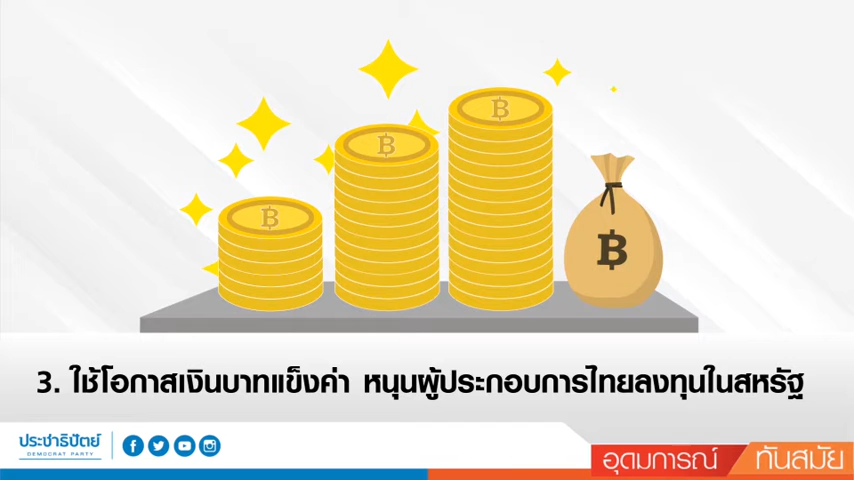 B
B
B
B
3. ใช้โอกาสเงินบาทแข็งค่า หนุนผู้ประกอบการไทยลงทุนในสหรัฐ
ประชาธิปัตย์
DEMOCRAT PARTY
อุดมการณ์ ทันสมัย